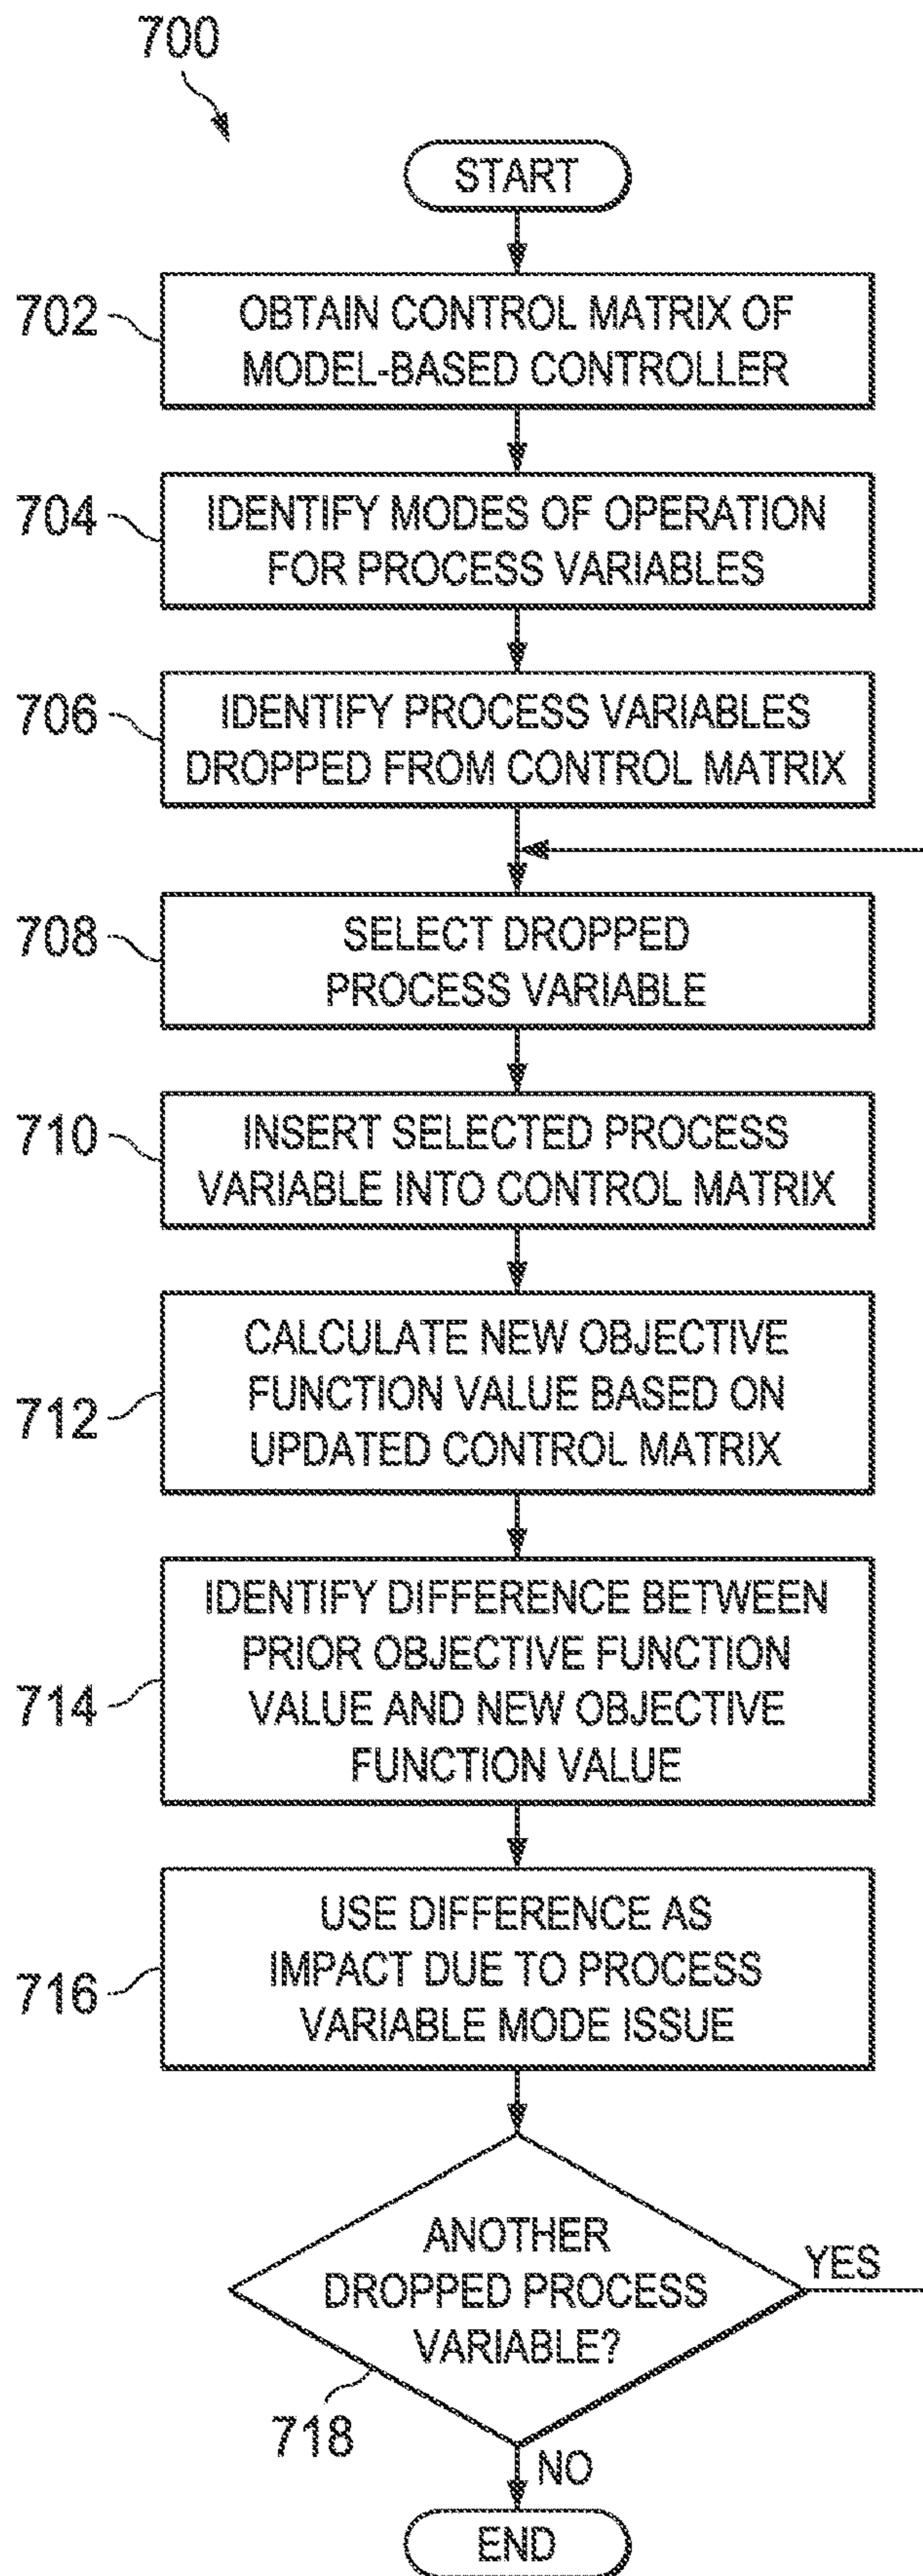 700
START
702
OBTAIN CONTROL MATRIX OF
MODEL-BASED CONTROLLER
704
IDENTIFY MODES OF OPERATION
FOR PROCESS VARIABLES
706
IDENTIFY PROCESS VARIABLES
DROPPED FROM CONTROL MATRIX
708
SELECT DROPPED
PROCESS VARIABLE
710
INSERT SELECTED PROCESS
VARIABLE INTO CONTROL MATRIX
712
CALCULATE NEW OBJECTIVE
FUNCTION VALUE BASED ON
UPDATED CONTROL MATRIX
714
IDENTIFY DIFFERENCE BETWEEN
PRIOR OBJECTIVE FUNCTION
VALUE AND NEW OBJECTIVE
FUNCTION VALUE
716
USE DIFFERENCE AS
IMPACT DUE TO PROCESS
VARIABLE MODE ISSUE
ANOTHER
DROPPED PROCESS
VARIABLE?
YES
718
NO
END